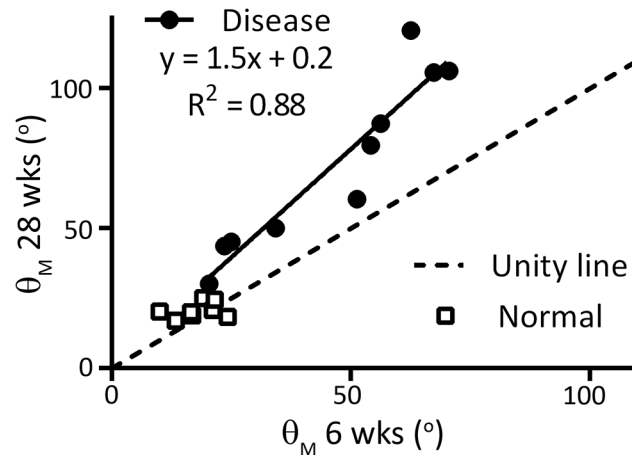 Disease
y = 1.5x + 0.2
R² = 0.88
100
50
0
θM 28 wks (°)
Unity line
Normal
0
50
100
θM 6 wks (°)